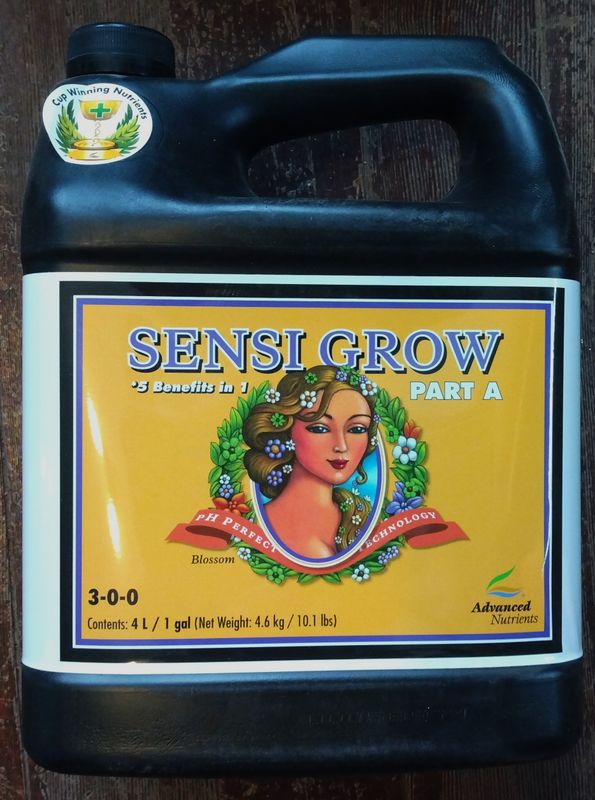 Cup Winning Nutrients
SENSI GROW
*5 Benefits in 1
PART A
pH PERFECT TECHNOLOGY
Blossom
3-0-0
Contents: 4 L / 1 gal (Net Weight: 4.6 kg / 10.1 lbs)
Advanced
Nutrients